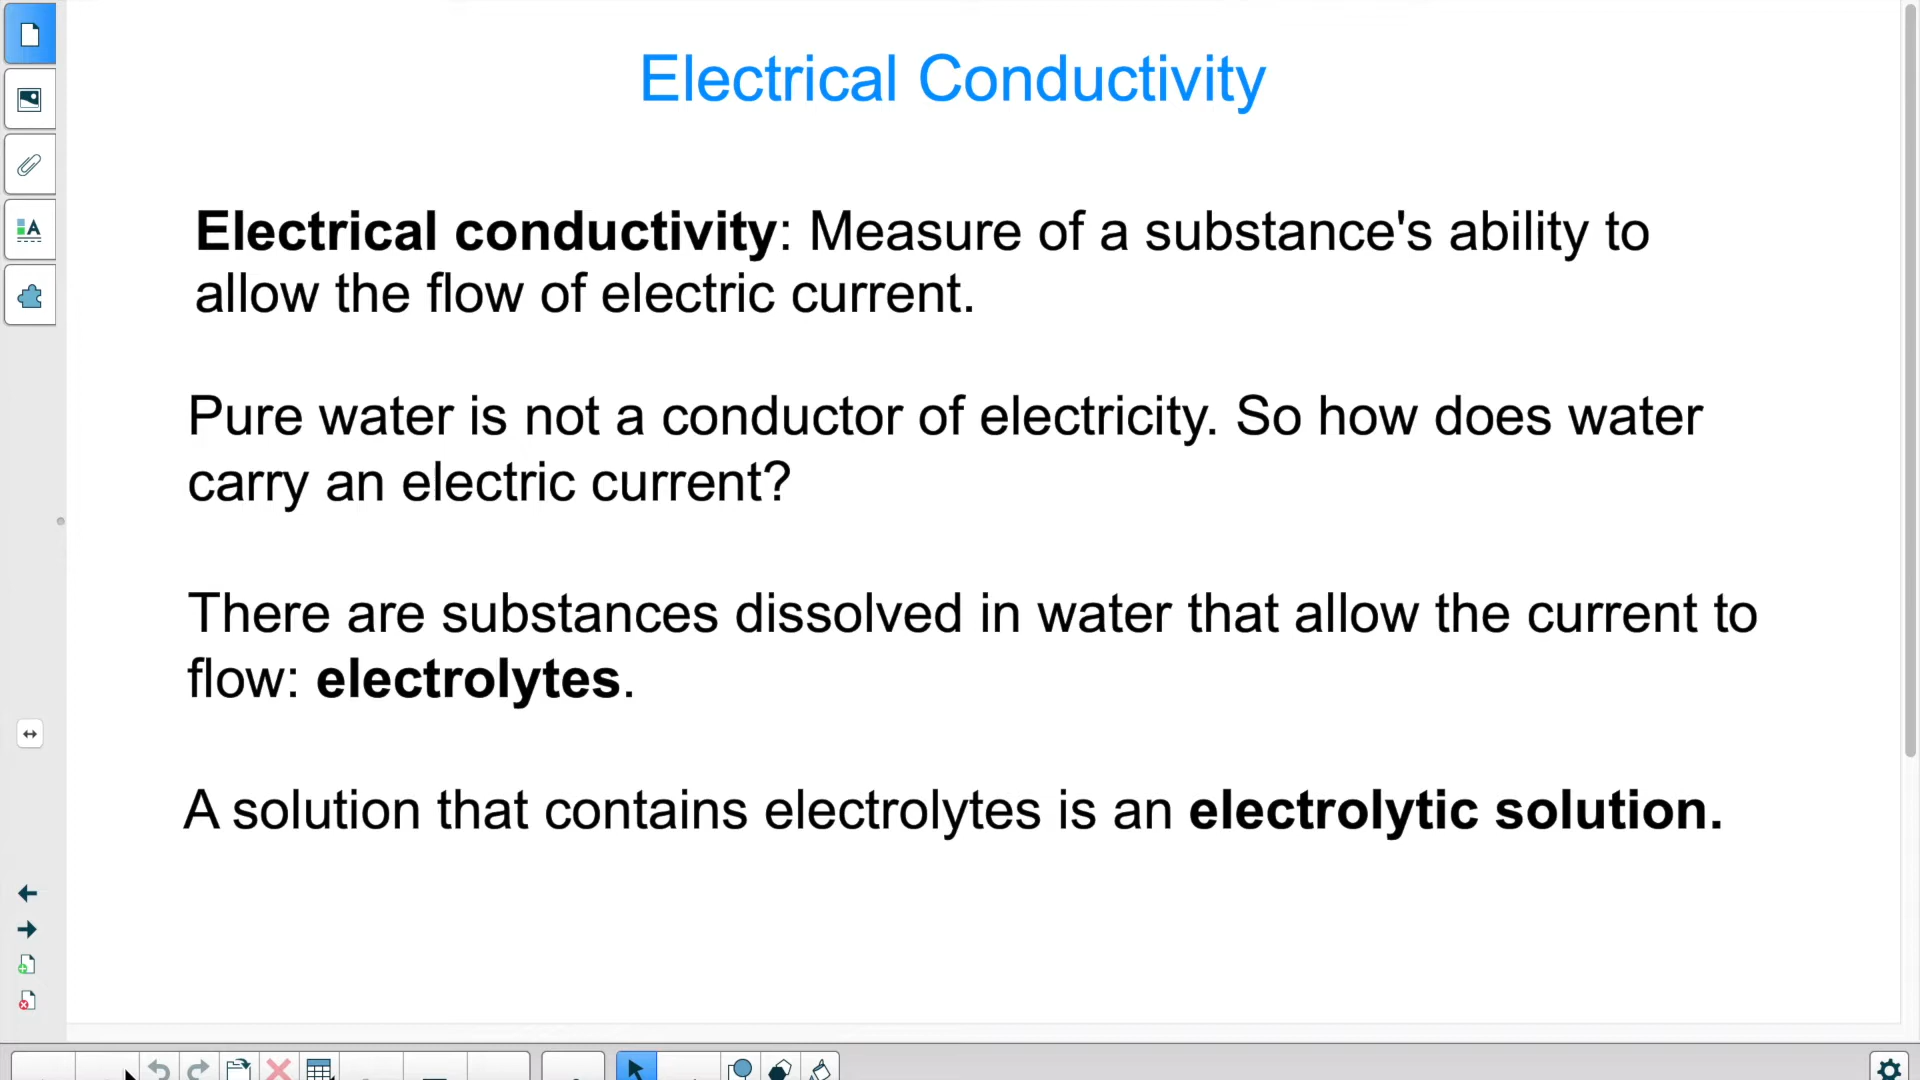 Electrical Conductivity
Electrical conductivity: Measure of a substance's ability to
allow the flow of electric current.
Pure water is not a conductor of electricity. So how does water
carry an electric current?
There are substances dissolved in water that allow the current to
flow: electrolytes.
A solution that contains electrolytes is an electrolytic solution.